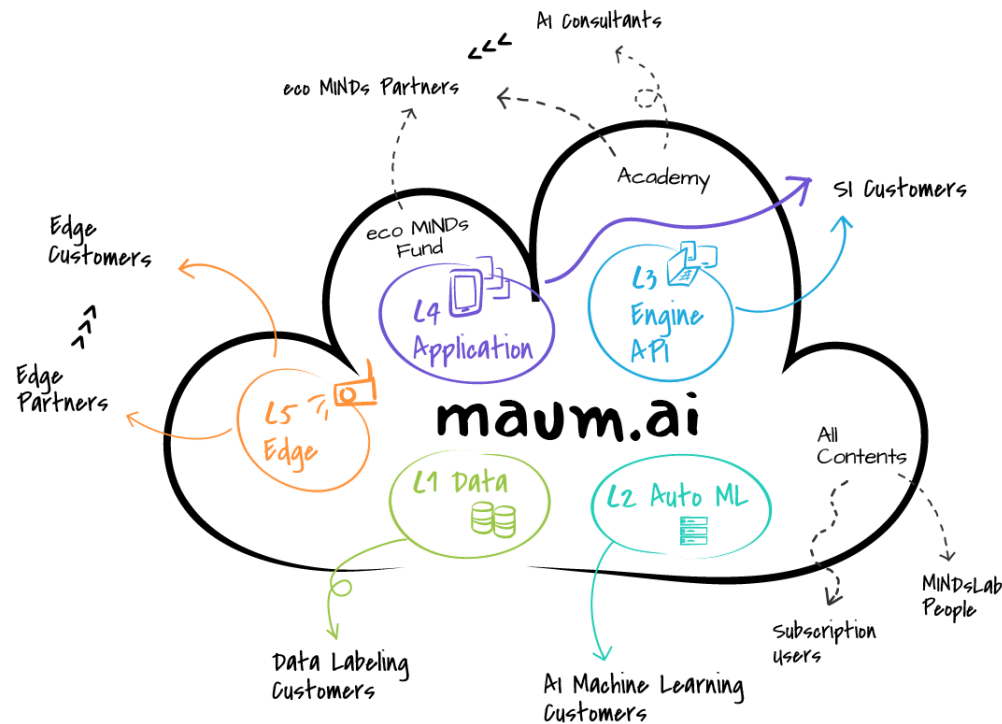 AI Consultants
eco MINDs Partners
Academy
SI Customers
eco MINDs
Fund
Edge
Customers
L4
Application
L3
Engine
API
Edge
Partners
L5
Edge
maum.ai
All
Contents
L1 Data
L2 Auto ML
MINDsLab
People
Subscription
users
Data Labeling
Customers
AI Machine Learning
Customers